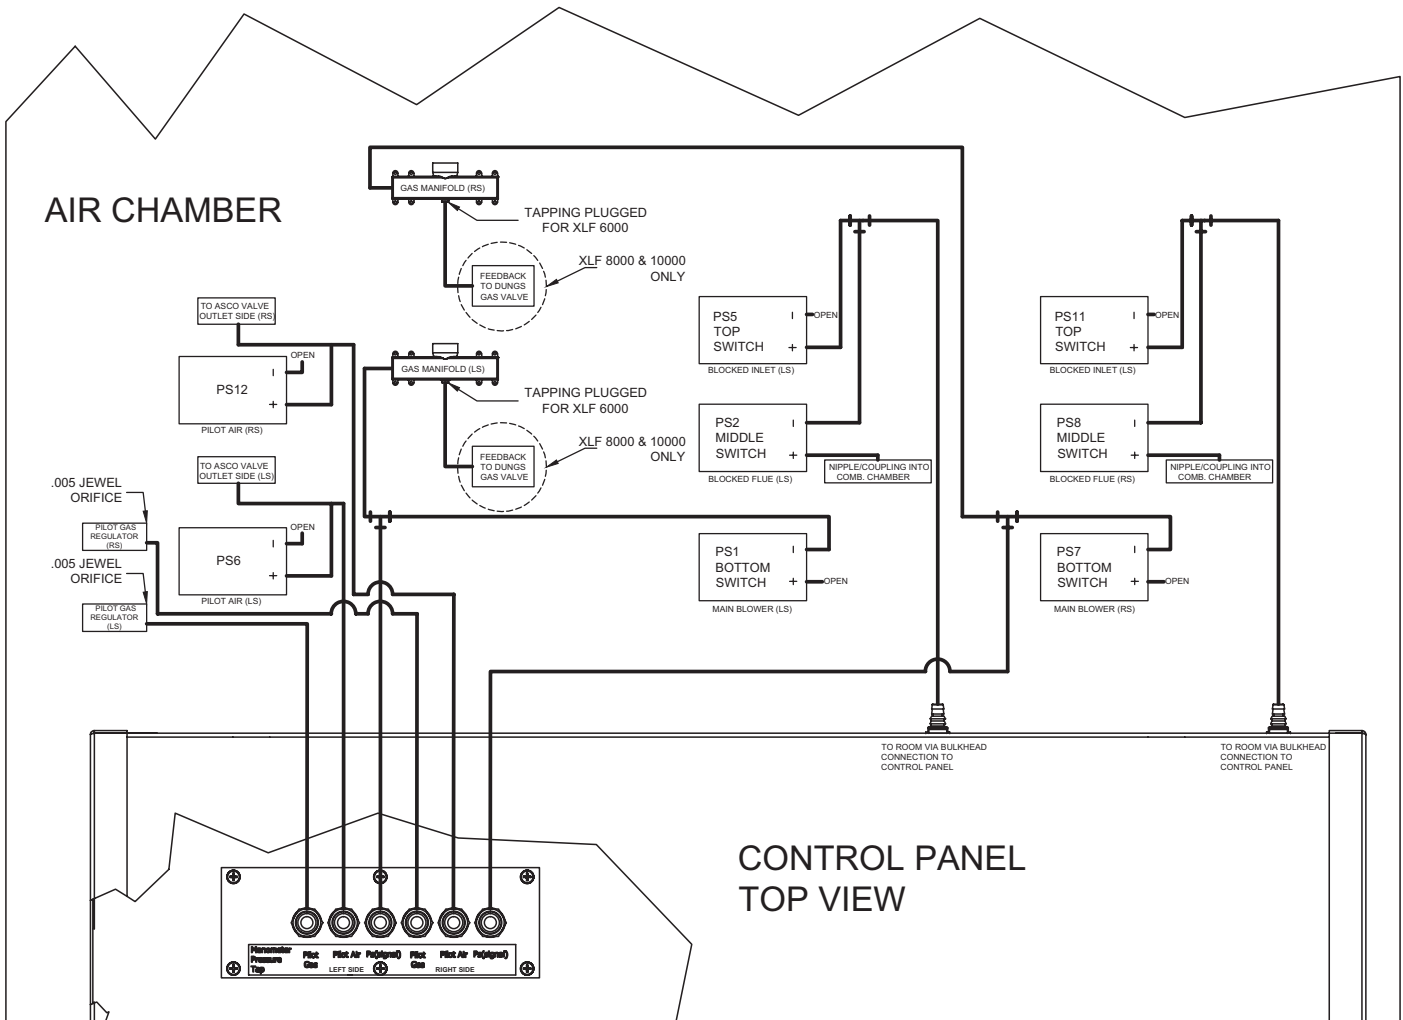 AIR CHAMBER
GAS MANIFOLD (RS)
TAPPING PLUGGED
FOR XLF 6000
FEEDBACK
TO DUNGS
GAS VALVE
XLF 8000 & 10000
ONLY
TO ASCO VALVE
OUTLET SIDE (RS)
OPEN
PS12
-
+
PILOT AIR (RS)
GAS MANIFOLD (LS)
TAPPING PLUGGED
FOR XLF 6000
FEEDBACK
TO DUNGS
GAS VALVE
XLF 8000 & 10000
ONLY
TO ASCO VALVE
OUTLET SIDE (LS)
OPEN
PS6
-
+
PILOT AIR (LS)
.005 JEWEL
ORIFICE
PILOT GAS
REGULATOR
(RS)
.005 JEWEL
ORIFICE
PILOT GAS
REGULATOR
(LS)
PS5
TOP
SWITCH
-
+
OPEN
BLOCKED INLET (LS)
PS2
MIDDLE
SWITCH
-
+
BLOCKED FLUE (LS)
NIPPLE/COUPLING INTO
COMB. CHAMBER
PS1
BOTTOM
SWITCH
-
+
OPEN
MAIN BLOWER (LS)
PS11
TOP
SWITCH
-
+
OPEN
BLOCKED INLET (LS)
PS8
MIDDLE
SWITCH
-
+
BLOCKED FLUE (RS)
NIPPLE/COUPLING INTO
COMB. CHAMBER
PS7
BOTTOM
SWITCH
-
+
OPEN
MAIN BLOWER (RS)
TO ROOM VIA BULKHEAD
CONNECTION TO
CONTROL PANEL
TO ROOM VIA BULKHEAD
CONNECTION TO
CONTROL PANEL
CONTROL PANEL
TOP VIEW
Manometer
Pressure
Tap
Pilot
Gas
Pilot Air
Pa(signal)
LEFT SIDE
Pilot
Gas
Pilot Air
Pa(signal)
RIGHT SIDE